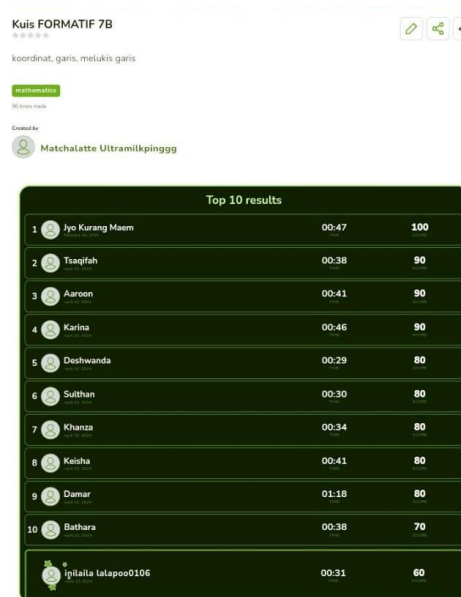 Kuis FORMATIF 7B
koordinat, garis, melukis garis
mathematics
Created by
Matchalatte Ultramilkpinggg
Top 10 results
1 Jyo Kurang Maem 00:47 100
2 Tsaqifah 00:38 90
3 Aaroon 00:41 90
4 Karina 00:46 90
5 Deshwanda 00:29 80
6 Sulthan 00:30 80
7 Khanza 00:34 80
8 Keisha 00:41 80
9 Damar 01:18 80
10 Bathara 00:38 70
inilaila lalapoo0106 00:31 60